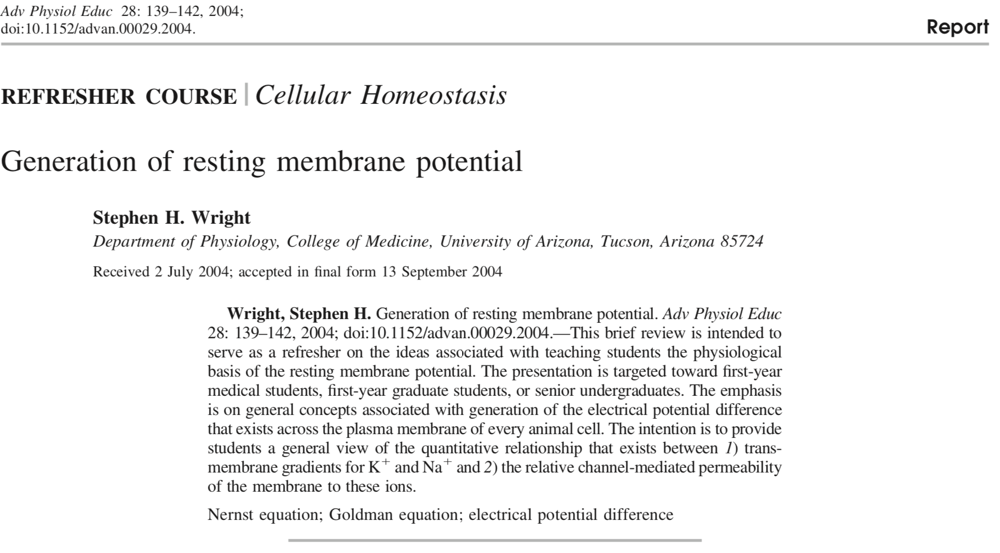 Adv Physiol Educ 28: 139–142, 2004;
doi:10.1152/advan.00029.2004.
Report
REFRESHER COURSE | Cellular Homeostasis
Generation of resting membrane potential
Stephen H. Wright
Department of Physiology, College of Medicine, University of Arizona, Tucson, Arizona 85724
Received 2 July 2004; accepted in final form 13 September 2004
Wright, Stephen H. Generation of resting membrane potential. Adv Physiol Educ
28: 139–142, 2004; doi:10.1152/advan.00029.2004.—This brief review is intended to
serve as a refresher on the ideas associated with teaching students the physiological
basis of the resting membrane potential. The presentation is targeted toward first-year
medical students, first-year graduate students, or senior undergraduates. The emphasis
is on general concepts associated with generation of the electrical potential difference
that exists across the plasma membrane of every animal cell. The intention is to provide
students a general view of the quantitative relationship that exists between 1) trans-
membrane gradients for K⁺ and Na⁺ and 2) the relative channel-mediated permeability
of the membrane to these ions.
Nernst equation; Goldman equation; electrical potential difference